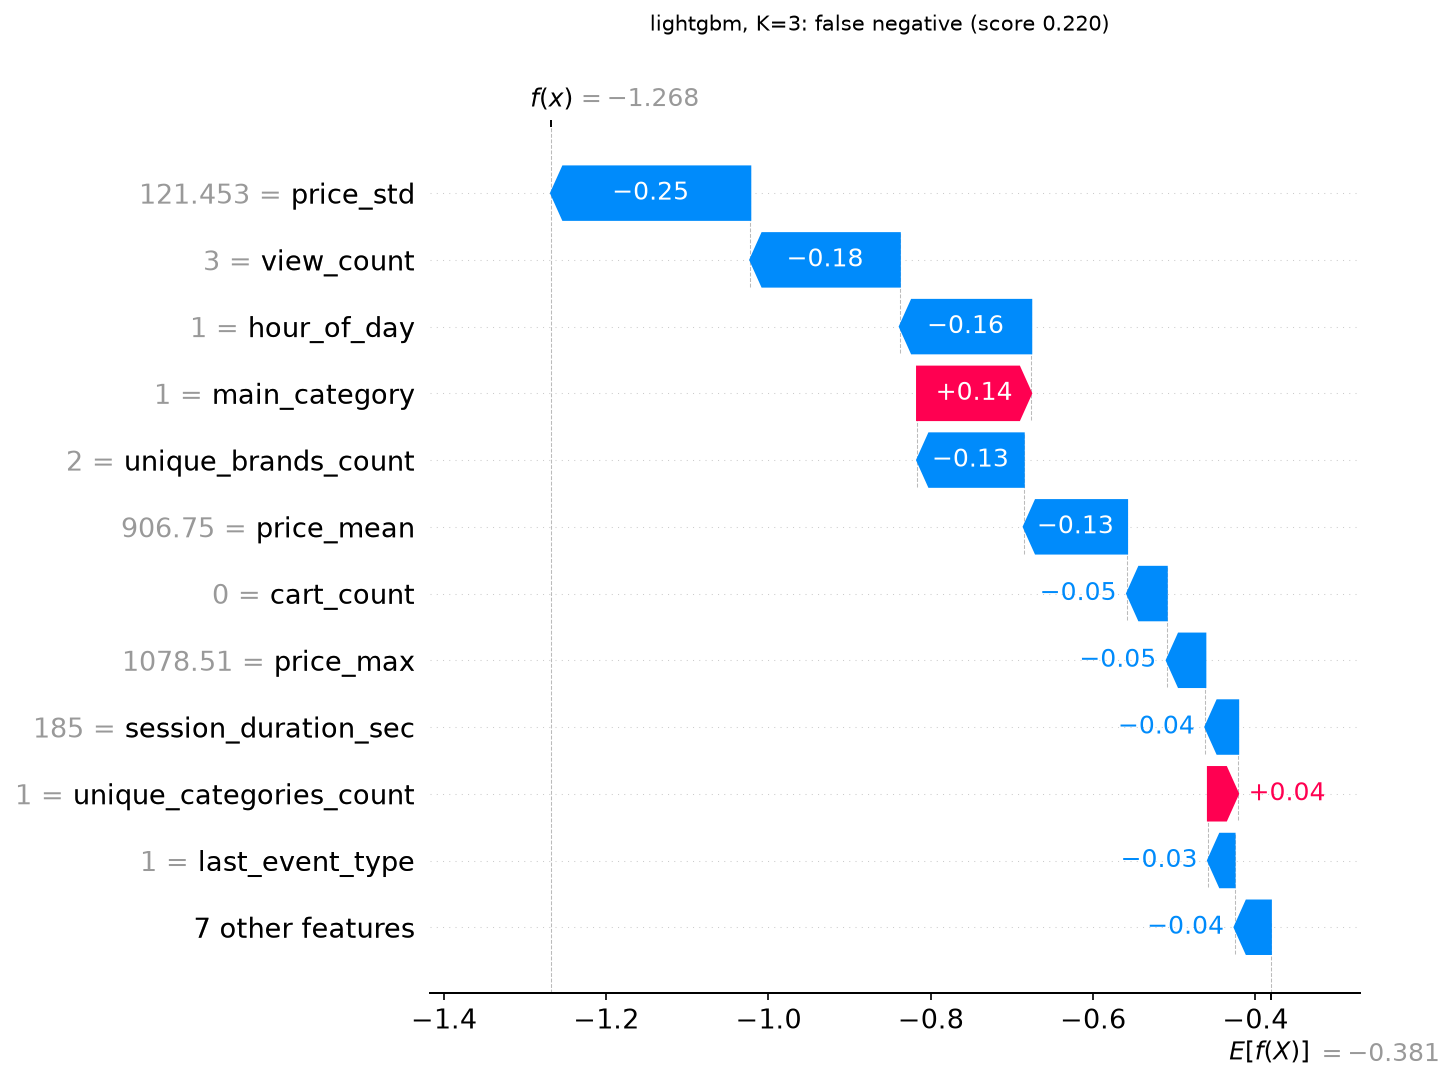 lightgbm, K=3: false negative (score 0.220)
f(x) = −1.268
121.453 = price_std −0.25
3 = view_count −0.18
1 = hour_of_day −0.16
1 = main_category +0.14
2 = unique_brands_count −0.13
906.75 = price_mean −0.13
0 = cart_count −0.05
1078.51 = price_max −0.05
185 = session_duration_sec −0.04
1 = unique_categories_count +0.04
1 = last_event_type −0.03
7 other features −0.04
−1.4 −1.2 −1.0 −0.8 −0.6 −0.4
E[f(X)] = −0.381